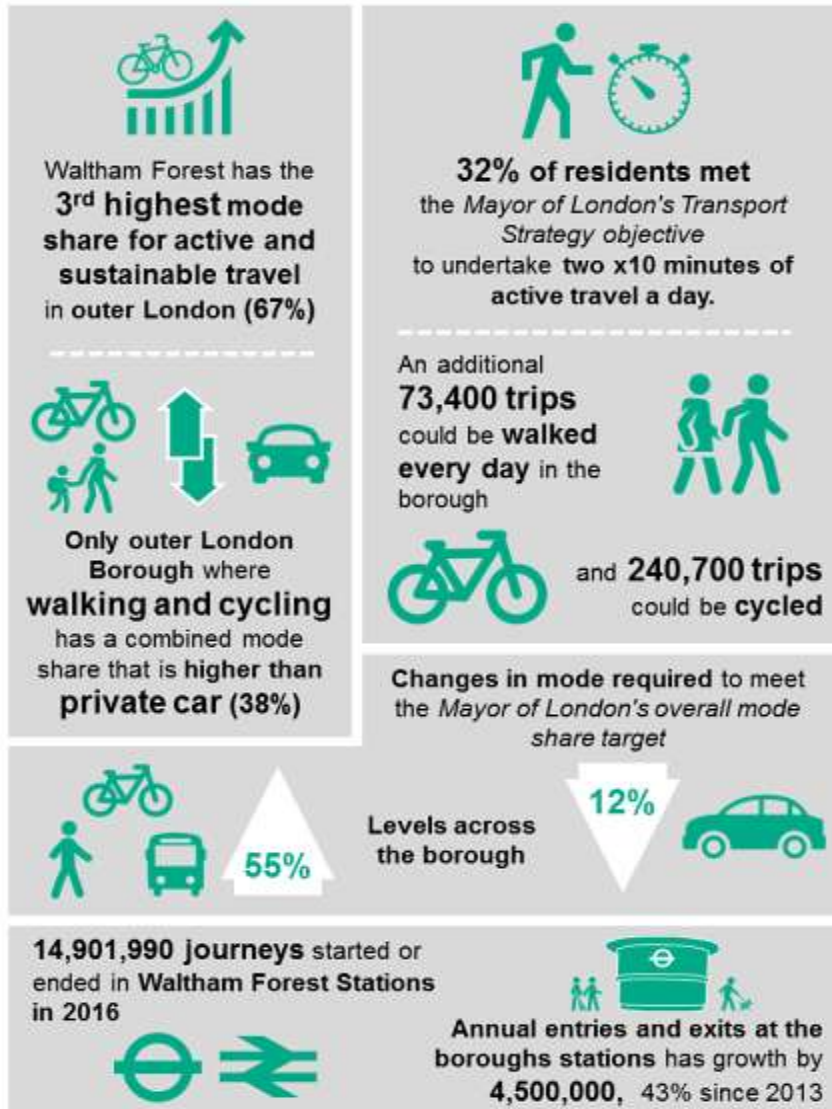 Waltham Forest has the
3rd highest mode
share for active and
sustainable travel
in outer London (67%)
Only outer London
Borough where
walking and cycling
has a combined mode
share that is higher than
private car (38%)
32% of residents met
the Mayor of London's Transport
Strategy objective
to undertake two x10 minutes of
active travel a day.
An additional
73,400 trips
could be walked
every day in the
borough
and 240,700 trips
could be cycled
Changes in mode required to meet
the Mayor of London's overall mode
share target
55%
Levels across
the borough
12%
14,901,990 journeys started or
ended in Waltham Forest Stations
in 2016
Annual entries and exits at the
boroughs stations has growth by
4,500,000, 43% since 2013